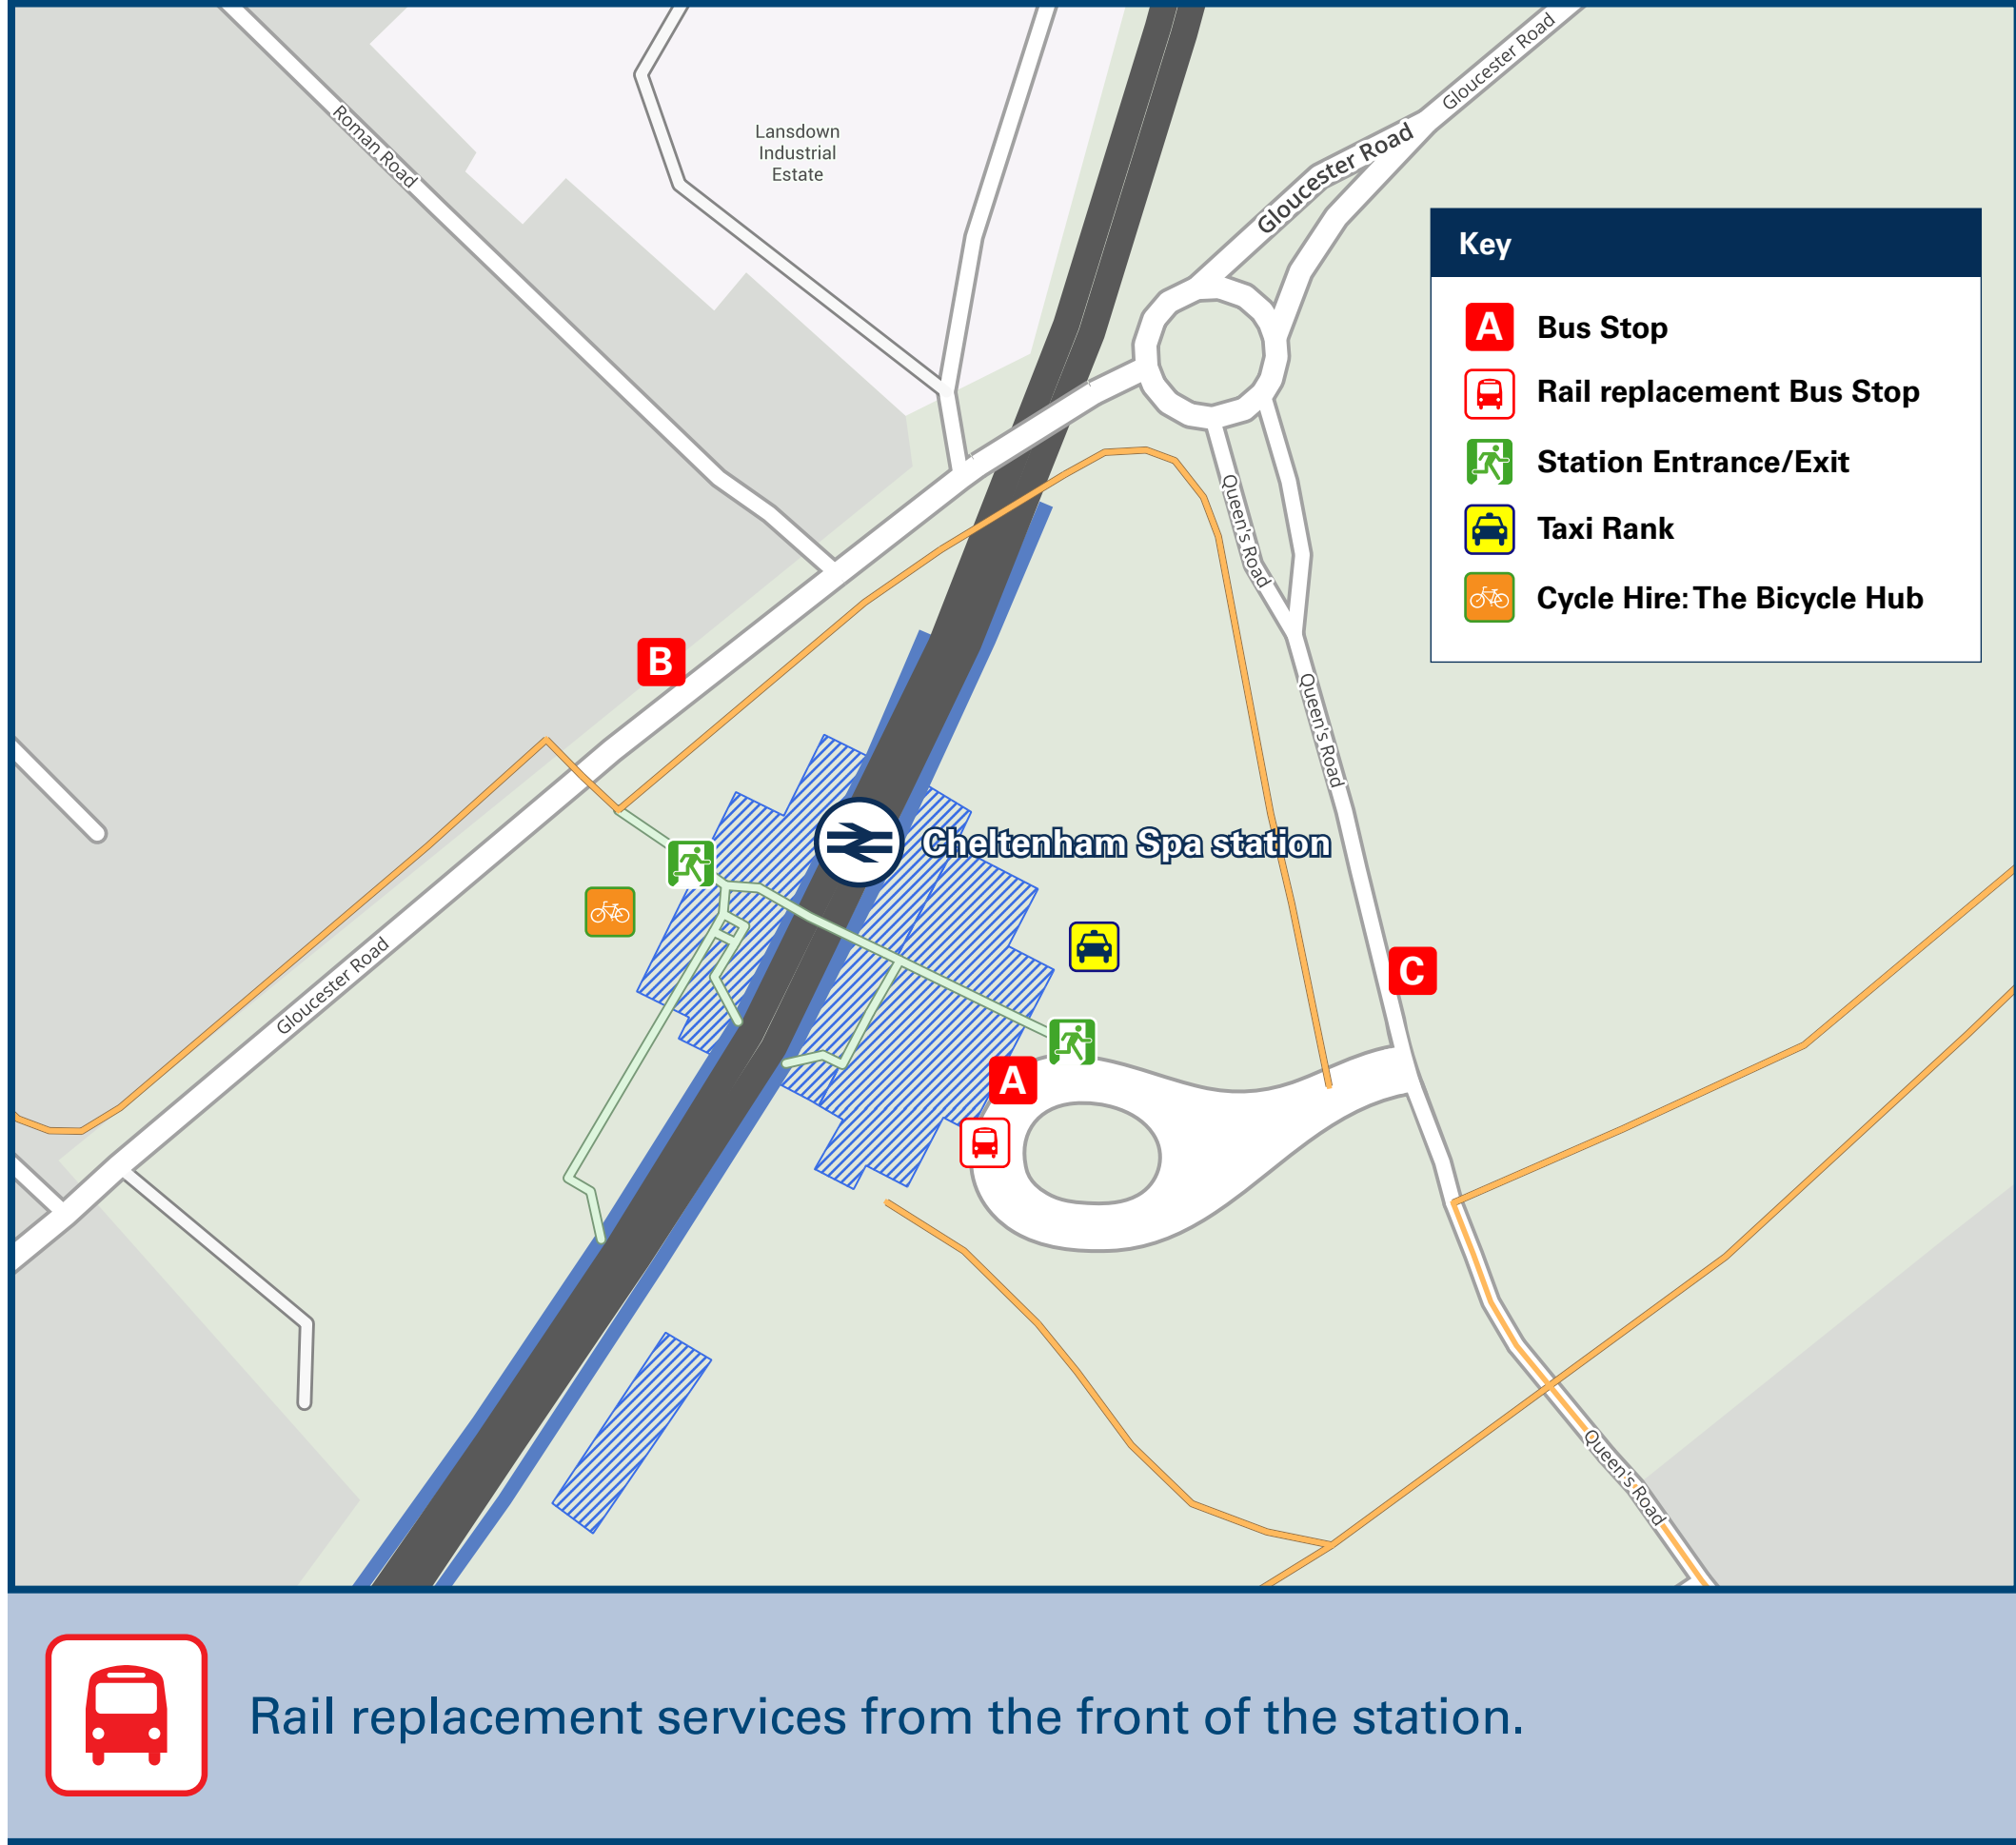 Gloucester Road
Gloucester Road
Roman Road
Lansdown
Industrial
Estate
Key
A Bus Stop
Rail replacement Bus Stop
Station Entrance/Exit
Taxi Rank
Cycle Hire: The Bicycle Hub
Queen's Road
B
Queen's Road
Cheltenham Spa station
Gloucester Road
C
A
Queen's Road
Rail replacement services from the front of the station.